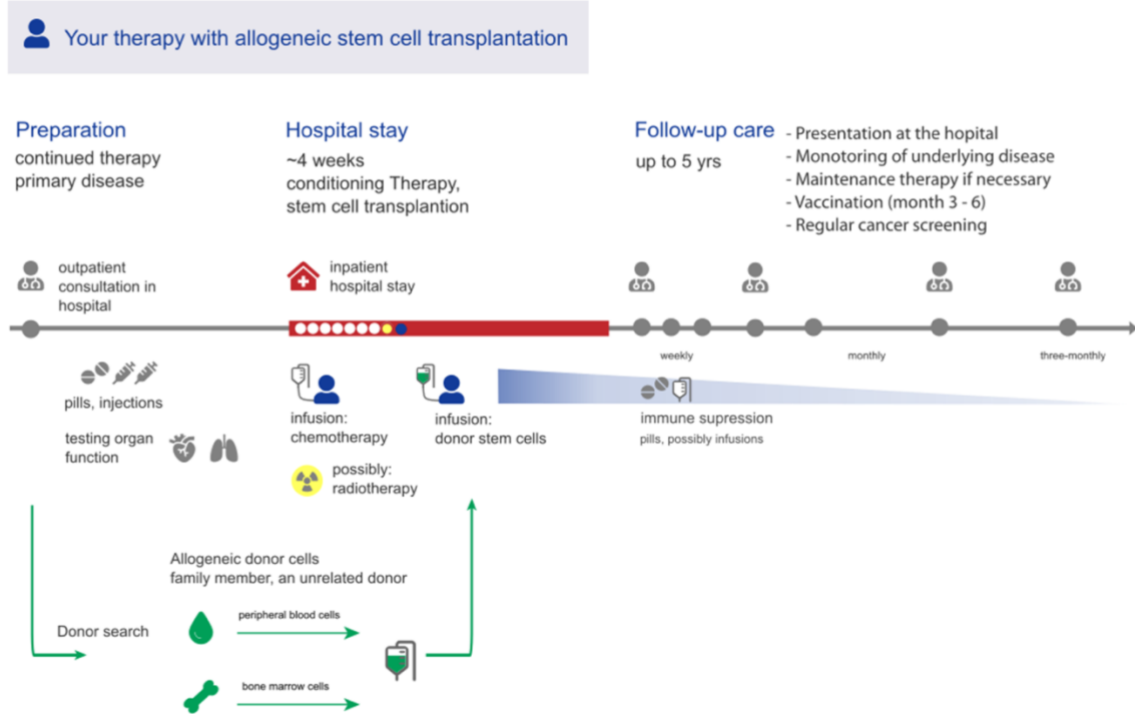 Your therapy with allogeneic stem cell transplantation
Preparation
continued therapy
primary disease
Hospital stay
~4 weeks
conditioning Therapy,
stem cell transplantion
Follow-up care
up to 5 yrs
- Presentation at the hopital
- Monotoring of underlying disease
- Maintenance therapy if necessary
- Vaccination (month 3 - 6)
- Regular cancer screening
outpatient
consultation in
hospital
inpatient
hospital stay
weekly
monthly
three-monthly
pills, injections
testing organ
function
infusion:
chemotherapy
possibly:
radiotherapy
infusion:
donor stem cells
immune supression
pills, possibly infusions
Allogeneic donor cells
family member, an unrelated donor
Donor search
peripheral blood cells
bone marrow cells